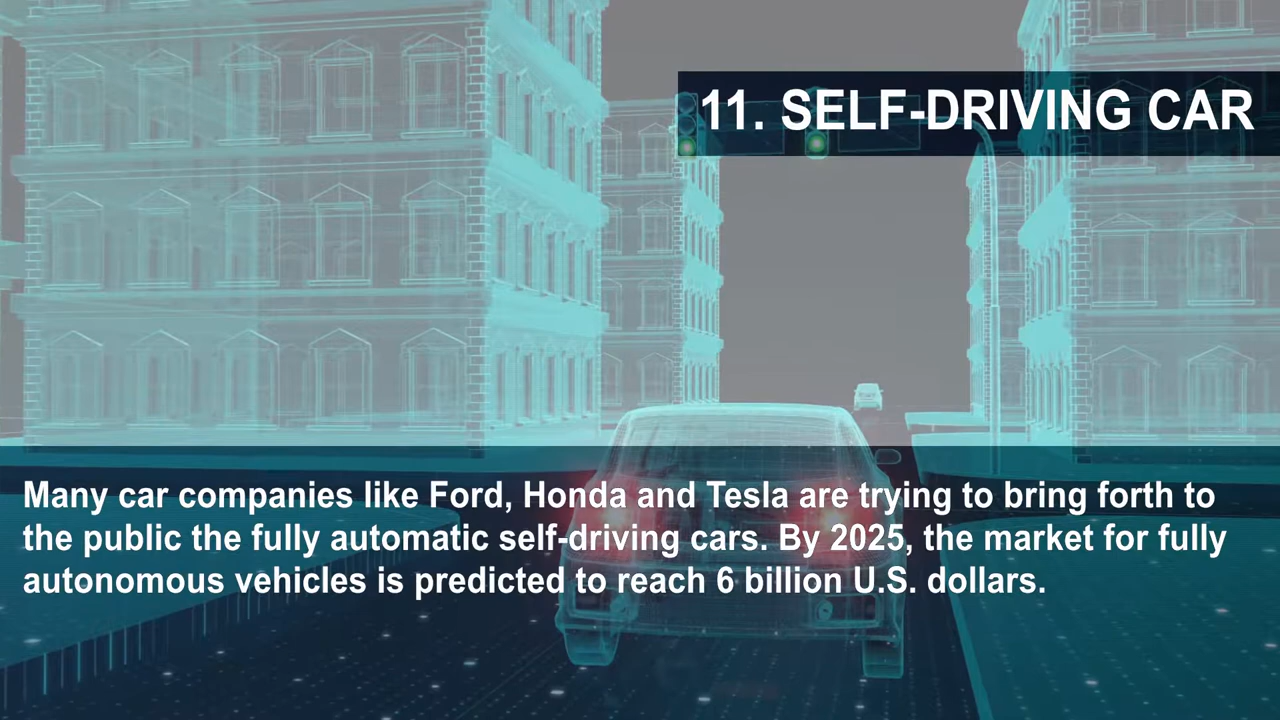 11. SELF-DRIVING CAR
Many car companies like Ford, Honda and Tesla are trying to bring forth to
the public the fully automatic self-driving cars. By 2025, the market for fully
autonomous vehicles is predicted to reach 6 billion U.S. dollars.